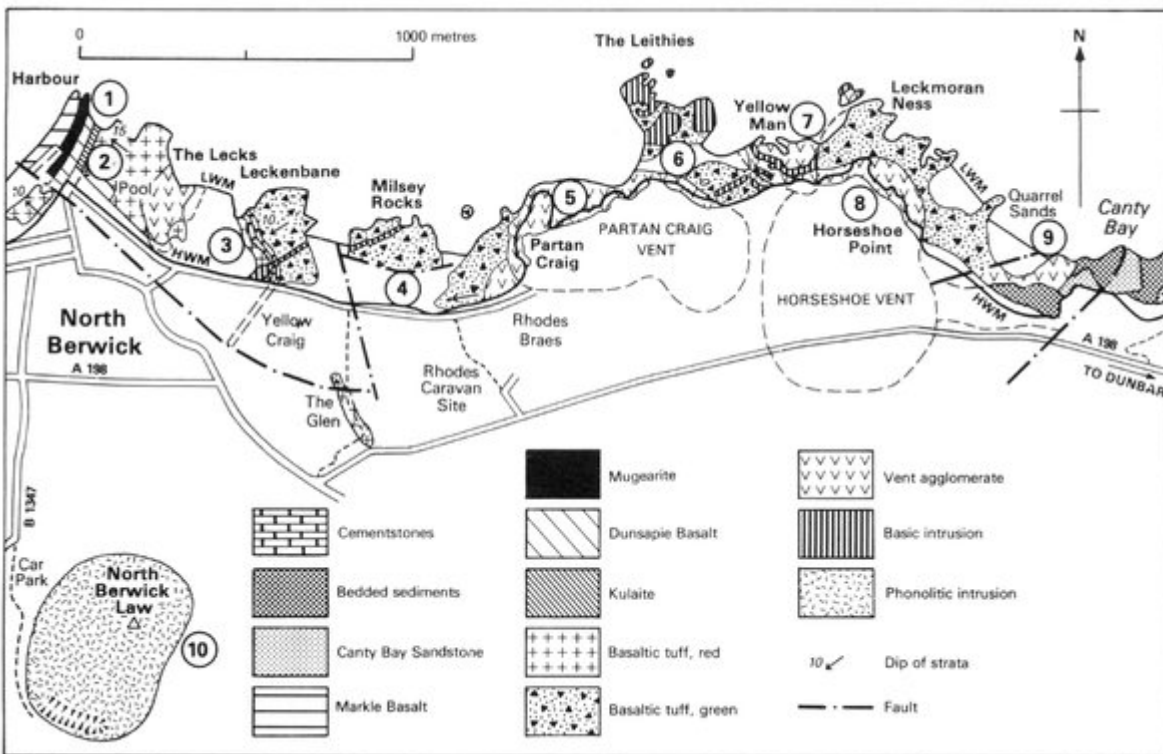 0
1000 metres
The Leithies
N
Harbour
1
Leckmoran
Ness
Yellow
Man
7
15
2
The Lecks
Leckenbane
LWM
Pool
10
Milsey
Rocks
6
LWM
Quarrel
Sands
Canty
Bay
5
8
9
10
3
HWM
4
Partan
Craig
PARTAN CRAIG
VENT
Horseshoe
Point
HORSESHOE VENT
HWM
North
Berwick
A 198
Yellow
Craig
Rhodes
Braes
A 198
TO DUNBAR
The
Glen
Rhodes
Caravan
Site
B 1347
Car
Park
North
Berwick
Law
10
Mugearite
Vent agglomerate
Cementstones
Dunsapie Basalt
Basic intrusion
Bedded sediments
Kulaite
Phonolitic intrusion
Canty Bay Sandstone
Basaltic tuff, red
10
Dip of strata
Markle Basalt
Basaltic tuff, green
Fault